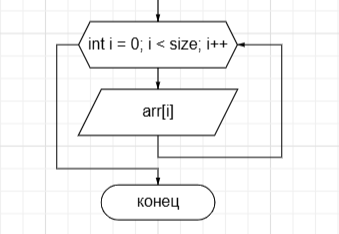 int i = 0; i < size; i++
arr[i]
конец